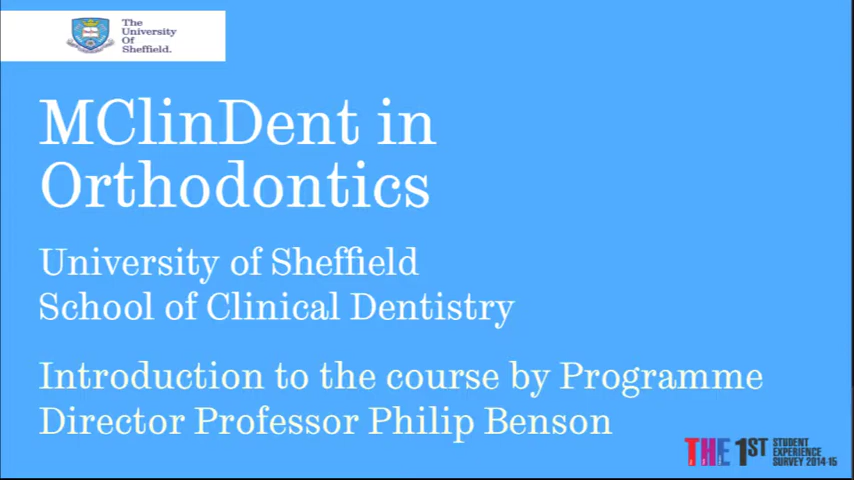 The
University
Of
Sheffield.
MClinDent in
Orthodontics
University of Sheffield
School of Clinical Dentistry
Introduction to the course by Programme
Director Professor Philip Benson
THE 1ST STUDENT
EXPERIENCE
SURVEY 2014-15